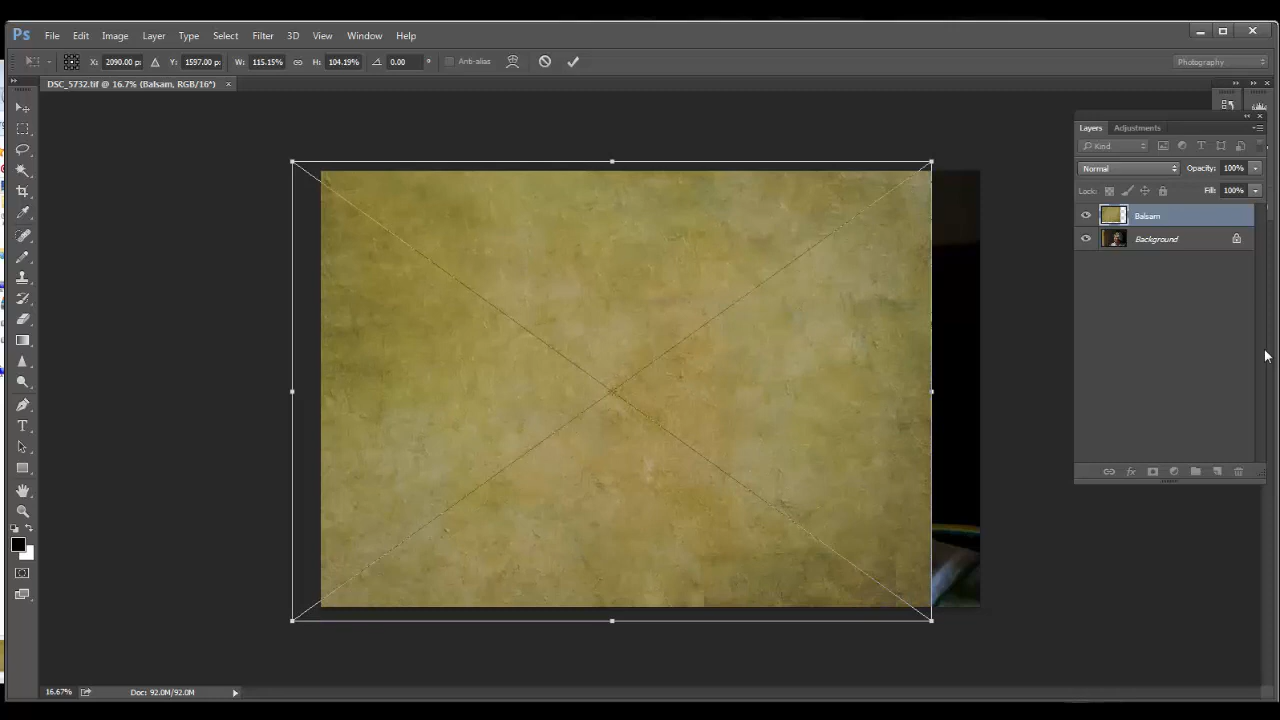 Ps File Edit Image Layer Type Select Filter 3D View Window Help
X: 2090.00 p: Y: 1597.00 p: W: 115.15% H: 104.19% 0.00 ° Anti-alias Photography
DSC_5732.tif @ 16.7% (Balsam, RGB/16*) ×
Layers Adjustments
Kind
Normal Opacity: 100%
Lock: Fill: 100%
Balsam
Background
16.67% Doc: 92.0M/92.0M